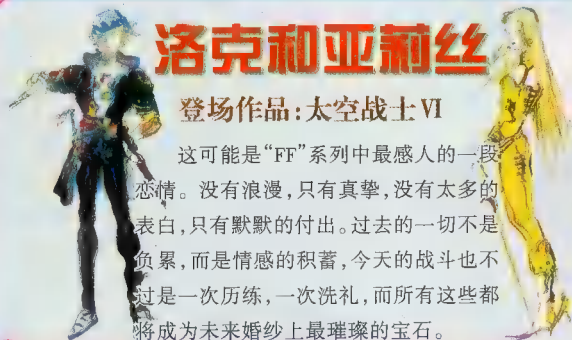 洛克和亚莉丝
登场作品:太空战士Ⅵ
这可能是“FF”系列中最感人的一段
恋情。没有浪漫,只有真挚,没有太多的
表白,只有默默的付出。过去的一切不是
负累,而是情感的积蓄,今天的战斗也不
过是一次历练,一次洗礼,而所有这些都
将成为未来婚纱上最璀璨的宝石。